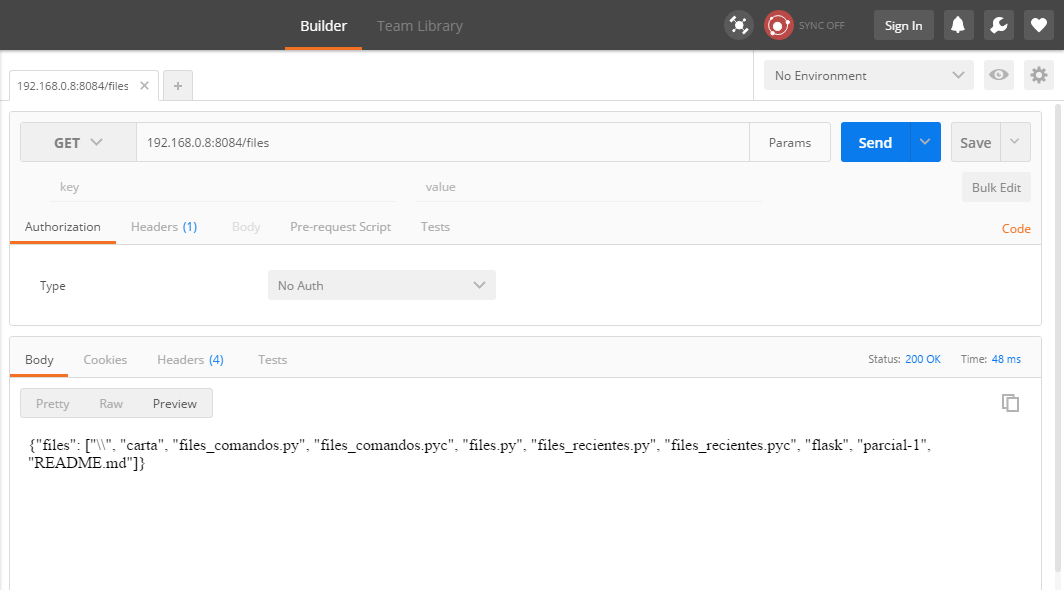 Builder Team Library SYNC OFF Sign In
192.168.0.8:8084/files No Environment
GET 192.168.0.8:8084/files Params Send Save
key value Bulk Edit
Authorization Headers (1) Body Pre-request Script Tests Code
Type No Auth
Body Cookies Headers (4) Tests Status: 200 OK Time: 48 ms
Pretty Raw Preview
{"files": ["\\", "carta", "files_comandos.py", "files_comandos.pyc", "files.py", "files_recientes.py", "files_recientes.pyc", "flask", "parcial-1",
"README.md"]}